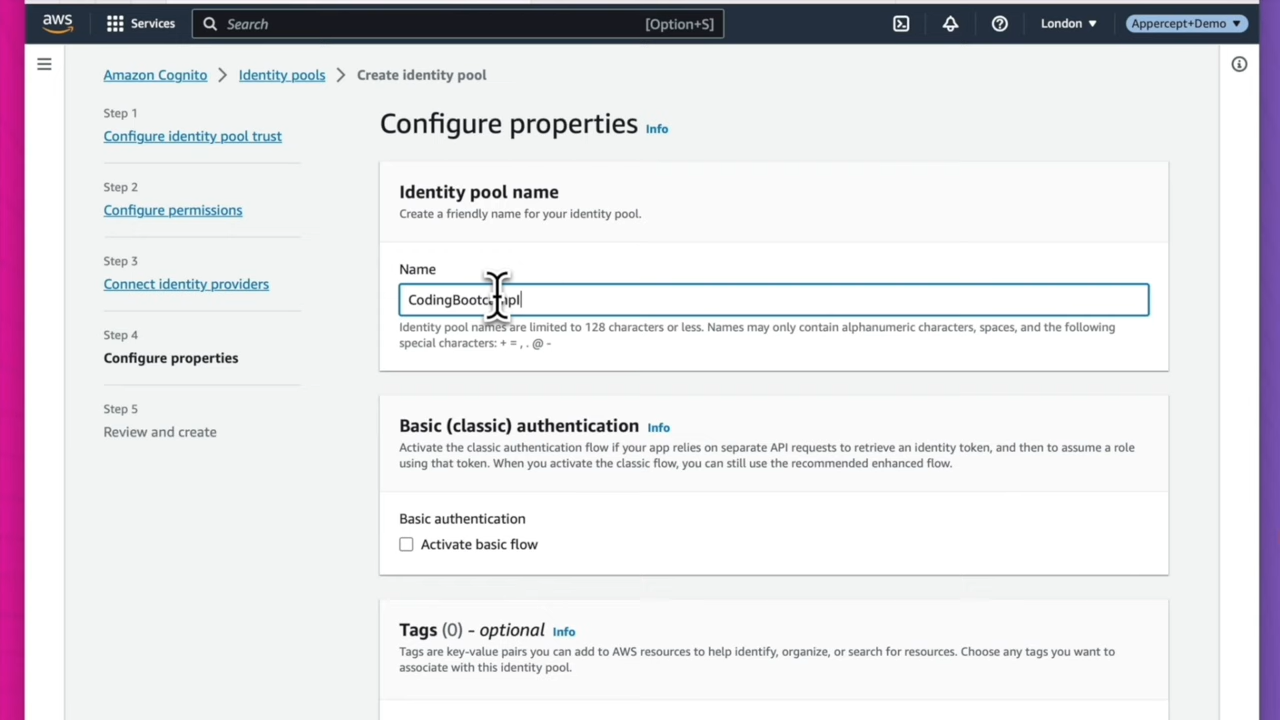 aws
Services
Search
[Option+S]
London
Appercept+Demo
Amazon Cognito
Identity pools
Create identity pool
Step 1
Configure identity pool trust
Step 2
Configure permissions
Step 3
Connect identity providers
Step 4
Configure properties
Step 5
Review and create
Configure properties Info
Identity pool name
Create a friendly name for your identity pool.
Name
Identity pool names are limited to 128 characters or less. Names may only contain alphanumeric characters, spaces, and the following
special characters: + = , . @ -
Basic (classic) authentication Info
Activate the classic authentication flow if your app relies on separate API requests to retrieve an identity token, and then to assume a role
using that token. When you activate the classic flow, you can still use the recommended enhanced flow.
Basic authentication
Activate basic flow
Tags (0) - optional Info
Tags are key-value pairs you can add to AWS resources to help identify, organize, or search for resources. Choose any tags you want to
associate with this identity pool.